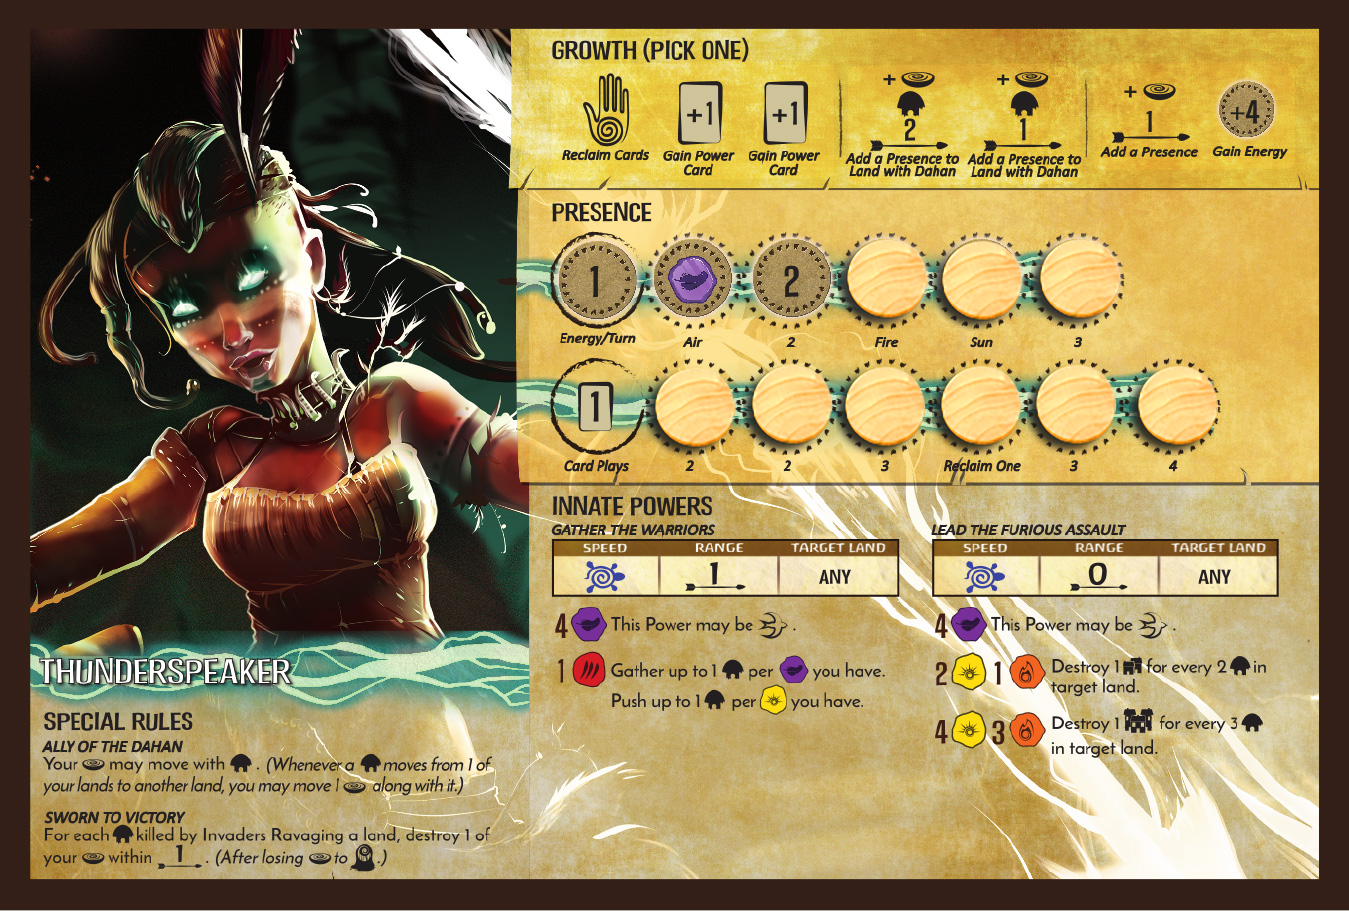 GROWTH (PICK ONE)
+1 +1 + 2 + 1 + 1 +4
Reclaim Cards
Gain Power
Card
Gain Power
Card
Add a Presence to
Land with Dahan
Add a Presence to
Land with Dahan
Add a Presence
Gain Energy
PRESENCE
1 2
Energy/Turn Air 2 Fire Sun 3
1
Card Plays 2 2 3 Reclaim One 3 4
INNATE POWERS
GATHER THE WARRIORS
SPEED RANGE TARGET LAND
1 ANY
4 This Power may be .
1 Gather up to 1 per you have.
Push up to 1 per you have.
LEAD THE FURIOUS ASSAULT
SPEED RANGE TARGET LAND
0 ANY
4 This Power may be .
2 1 Destroy 1 for every 2 in
target land.
4 3 Destroy 1 for every 3
in target land.
THUNDERSPEAKER
SPECIAL RULES
ALLY OF THE DAHAN
Your may move with . (Whenever a moves from 1 of
your lands to another land, you may move 1 along with it.)
SWORN TO VICTORY
For each killed by Invaders Ravaging a land, destroy 1 of
your within 1 . (After losing to .)